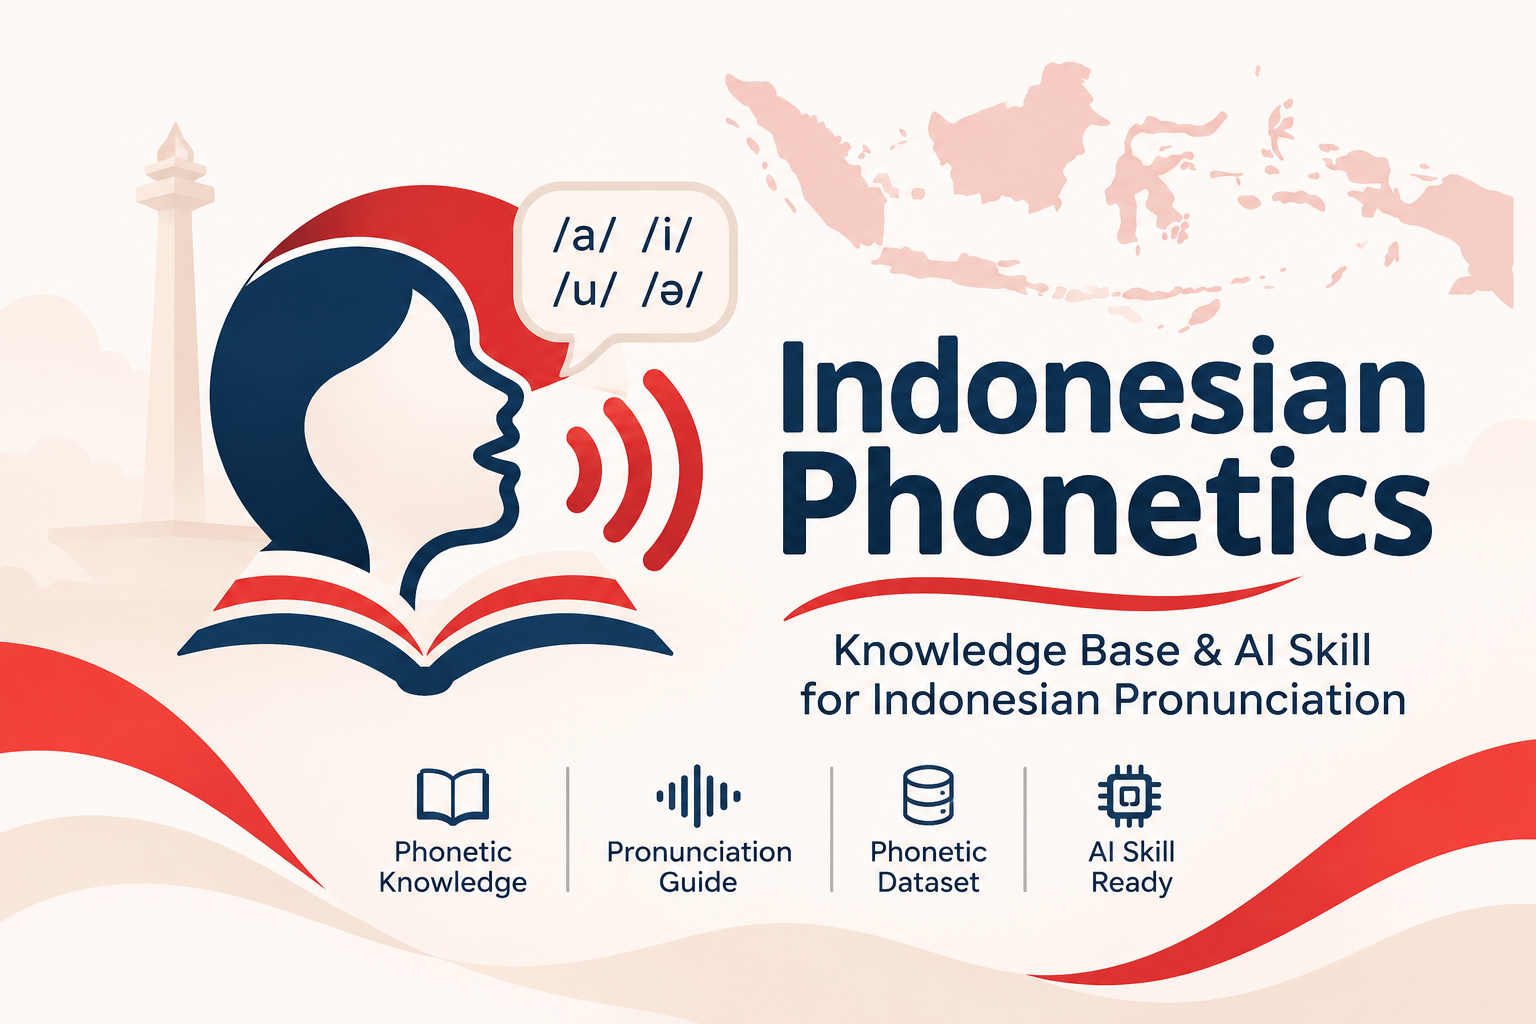 /a/ /i/
/u/ /ə/
Indonesian
Phonetics
Knowledge Base & AI Skill
for Indonesian Pronunciation
Phonetic
Knowledge
Pronunciation
Guide
Phonetic
Dataset
AI Skill
Ready